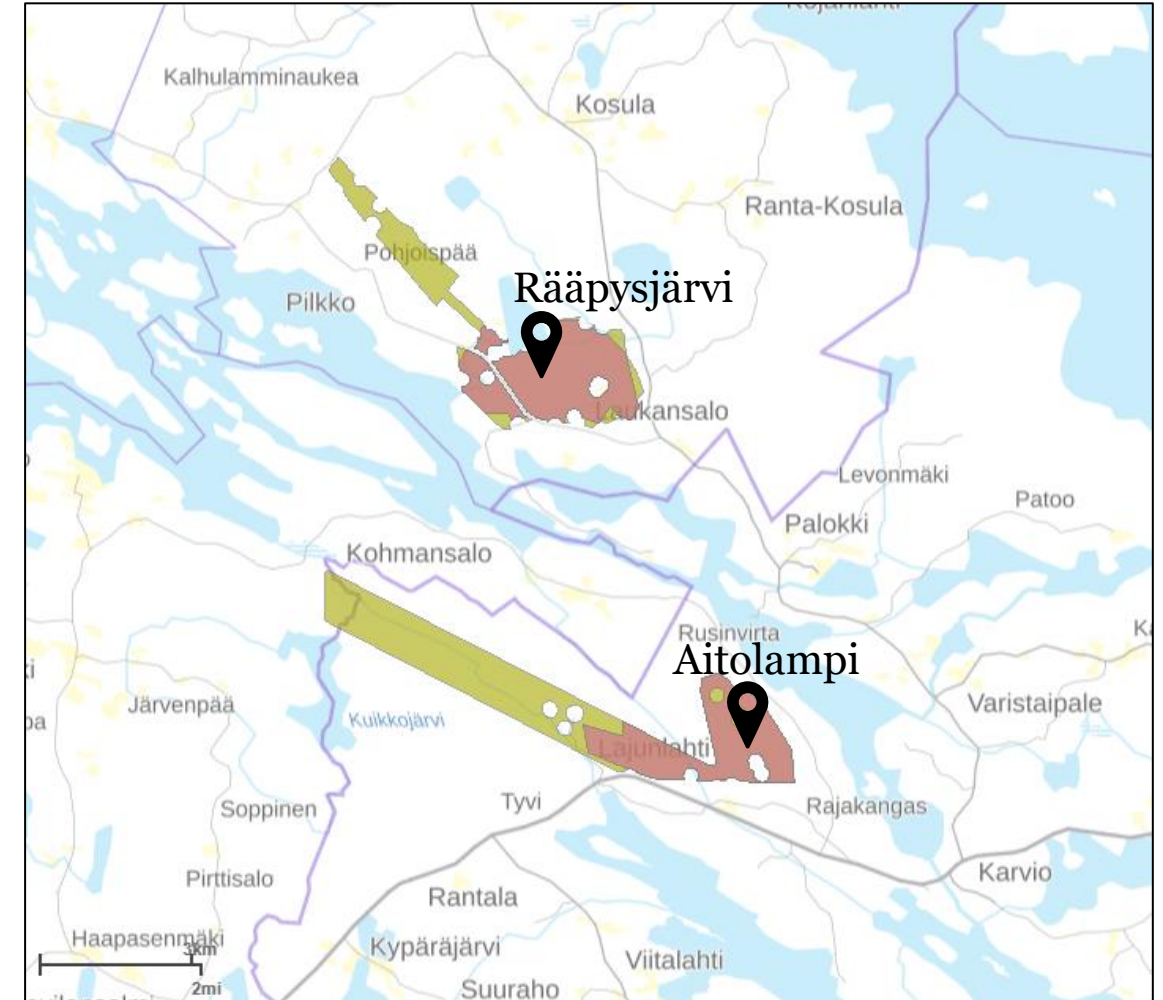 Kalhulamminaukea
Kosula
Ranta-Kosula
Pohjoispää
Rääpysjärvi
Pilkko
Laukansalo
Levonmäki
Patoo
Palokki
Kohmansalo
Rusinvirta
Aitolampi
Järvenpää
Kuikkojärvi
Varistaipale
Lajunlahti
Soppinen
Tyvi
Rajakangas
Pirttisalo
Karvio
Rantala
Haapasenmäki
3km
Kypäräjärvi
Viitalahti
2mi
Suuraho